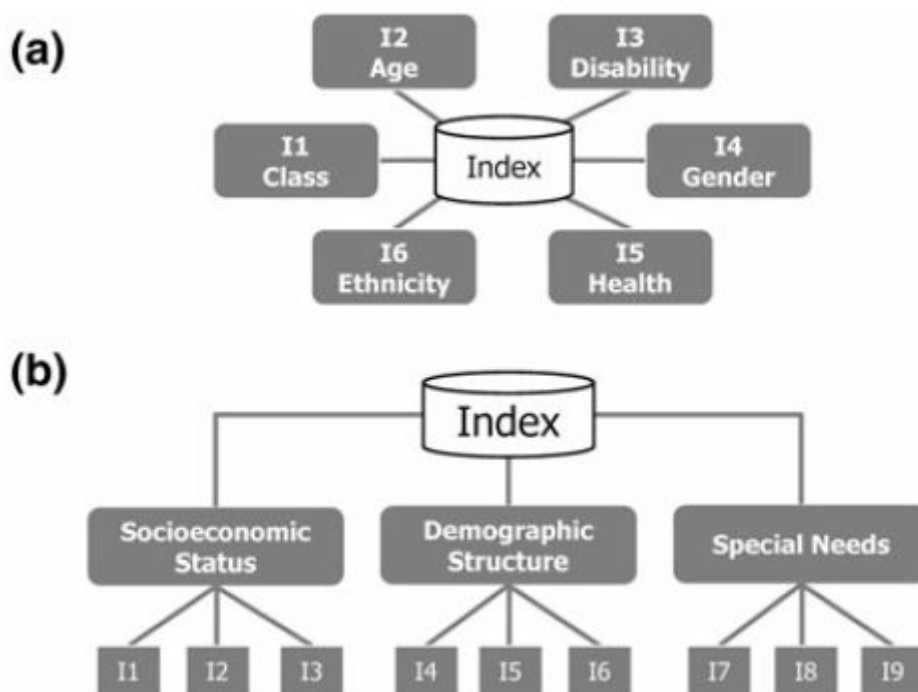 (a)
I2
Age
I3
Disability
I1
Class
Index
I4
Gender
I6
Ethnicity
I5
Health
(b)
Index
Socioeconomic
Status
Demographic
Structure
Special Needs
I1
I2
I3
I4
I5
I6
I7
I8
I9